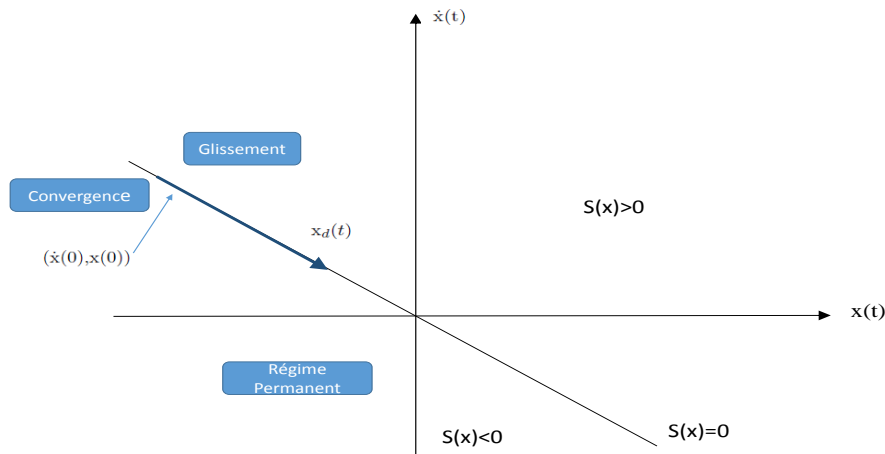 ẋ(t)
Glissement
Convergence
S(x)>0
x_d(t)
(ẋ(0),x(0))
x(t)
Régime
Permanent
S(x)<0
S(x)=0